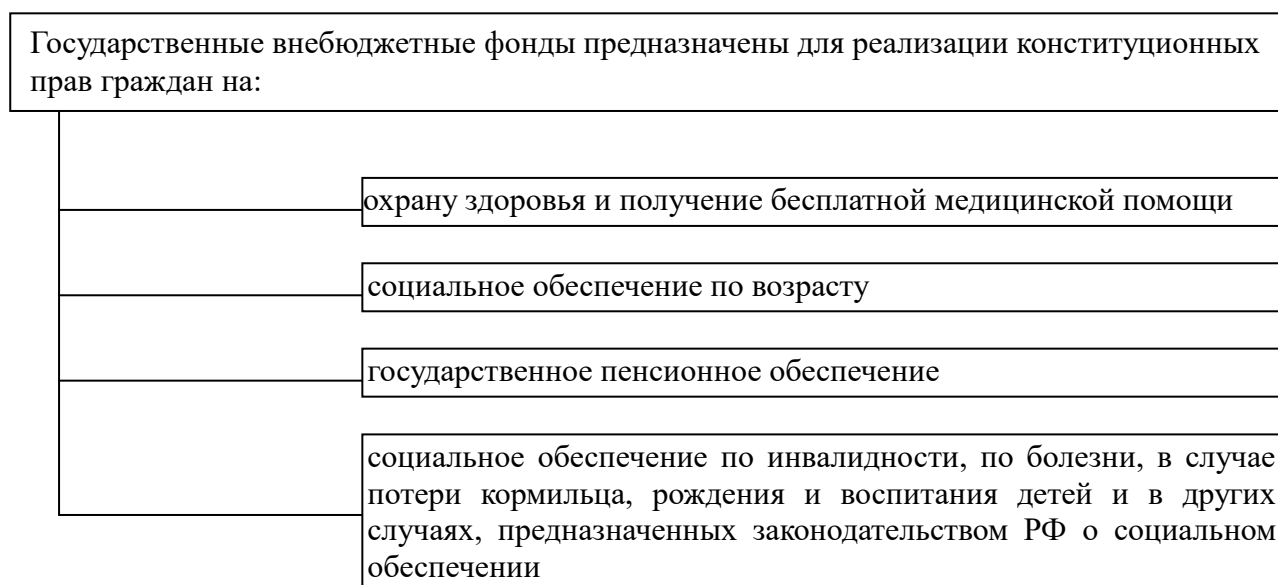 Государственные внебюджетные фонды предназначены для реализации конституционных
прав граждан на:
охрану здоровья и получение бесплатной медицинской помощи
социальное обеспечение по возрасту
государственное пенсионное обеспечение
социальное обеспечение по инвалидности, по болезни, в случае
потери кормильца, рождения и воспитания детей и в других
случаях, предназначенных законодательством РФ о социальном
обеспечении